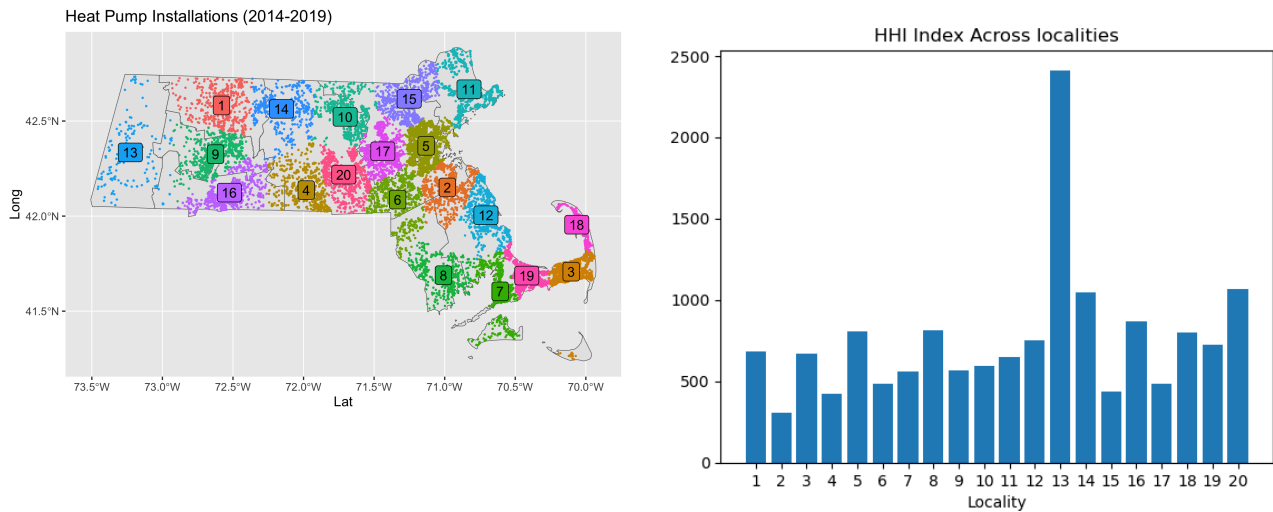 Heat Pump Installations (2014-2019)
42.5°N
42.0°N
41.5°N
Long
11
15
1
14
10
5
17
13
9
20
4
16
6
2
12
18
8
19
3
7
73.5°W 73.0°W 72.5°W 72.0°W 71.5°W 71.0°W 70.5°W 70.0°W
Lat
HHI Index Across localities
2500
2000
1500
1000
500
0
1 2 3 4 5 6 7 8 9 10 11 12 13 14 15 16 17 18 19 20
Locality